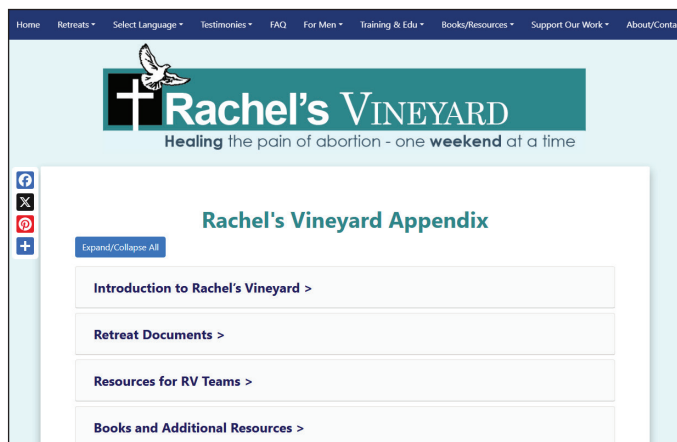 Home Retreats Select Language Testimonies FAQ For Men Training & Edu Books/Resources Support Our Work About/Conta
Rachel's VINEYARD
Healing the pain of abortion - one weekend at a time
Rachel's Vineyard Appendix
Expand/Collapse All
Introduction to Rachel's Vineyard >
Retreat Documents >
Resources for RV Teams >
Books and Additional Resources >